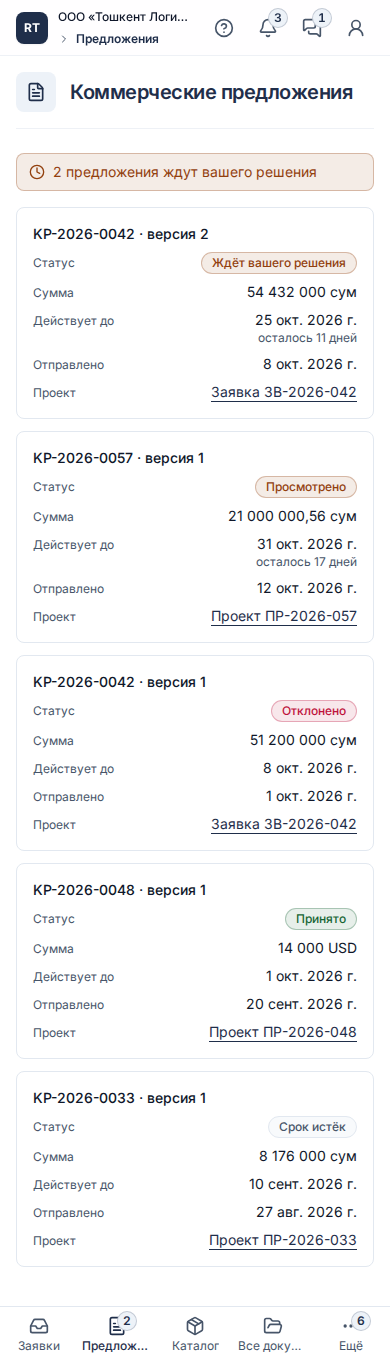 RT
ООО «Тошкент Логи...
Предложения
3
1
Коммерческие предложения
2 предложения ждут вашего решения
KP-2026-0042 · версия 2
Статус
Ждёт вашего решения
Сумма
54 432 000 сум
Действует до
25 окт. 2026 г.
осталось 11 дней
Отправлено
8 окт. 2026 г.
Проект
Заявка ЗВ-2026-042
KP-2026-0057 · версия 1
Статус
Просмотрено
Сумма
21 000 000,56 сум
Действует до
31 окт. 2026 г.
осталось 17 дней
Отправлено
12 окт. 2026 г.
Проект
Проект ПР-2026-057
KP-2026-0042 · версия 1
Статус
Отклонено
Сумма
51 200 000 сум
Действует до
8 окт. 2026 г.
Отправлено
1 окт. 2026 г.
Проект
Заявка ЗВ-2026-042
KP-2026-0048 · версия 1
Статус
Принято
Сумма
14 000 USD
Действует до
1 окт. 2026 г.
Отправлено
20 сент. 2026 г.
Проект
Проект ПР-2026-048
KP-2026-0033 · версия 1
Статус
Срок истёк
Сумма
8 176 000 сум
Действует до
10 сент. 2026 г.
Отправлено
27 авг. 2026 г.
Проект
Проект ПР-2026-033
2
6
Заявки
Предлож...
Каталог
Все доку...
Ещё